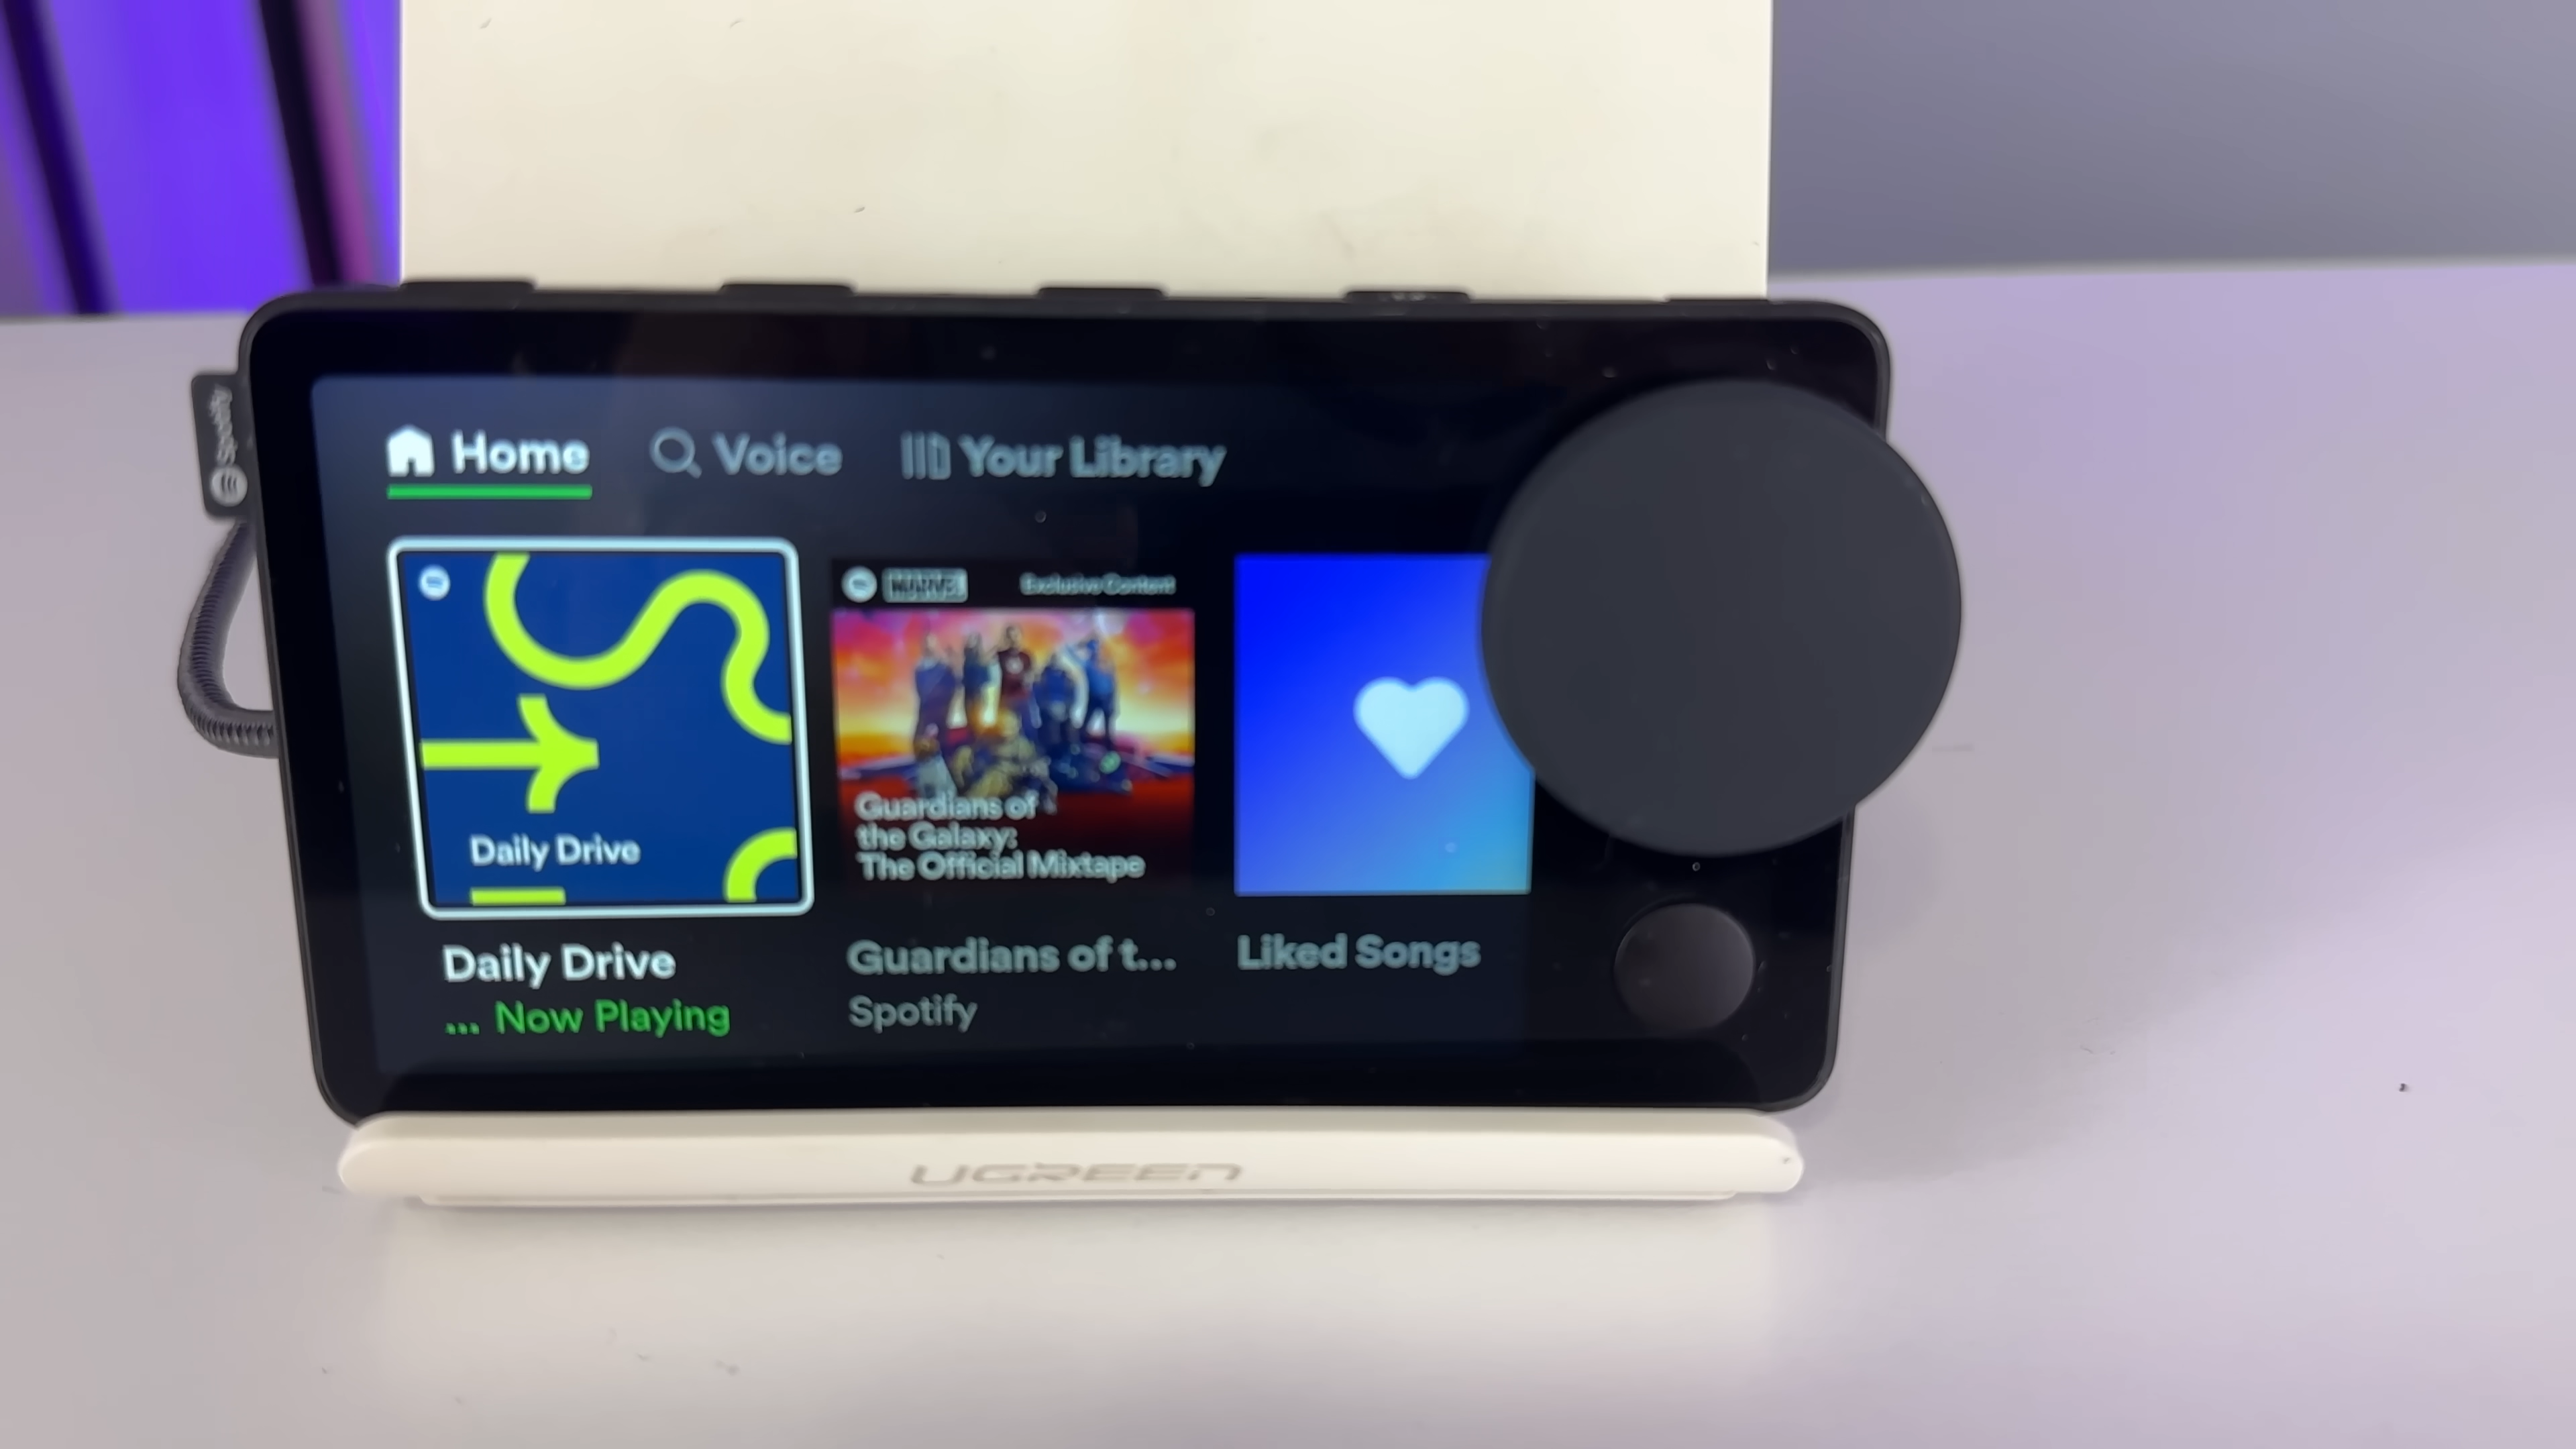 Spotify
Home
Voice
Your Library
MARVEL
Exclusive Content
Daily Drive
Guardians of
the Galaxy:
The Official Mixtape
Daily Drive
Guardians of t...
Liked Songs
... Now Playing
Spotify
UGREEN